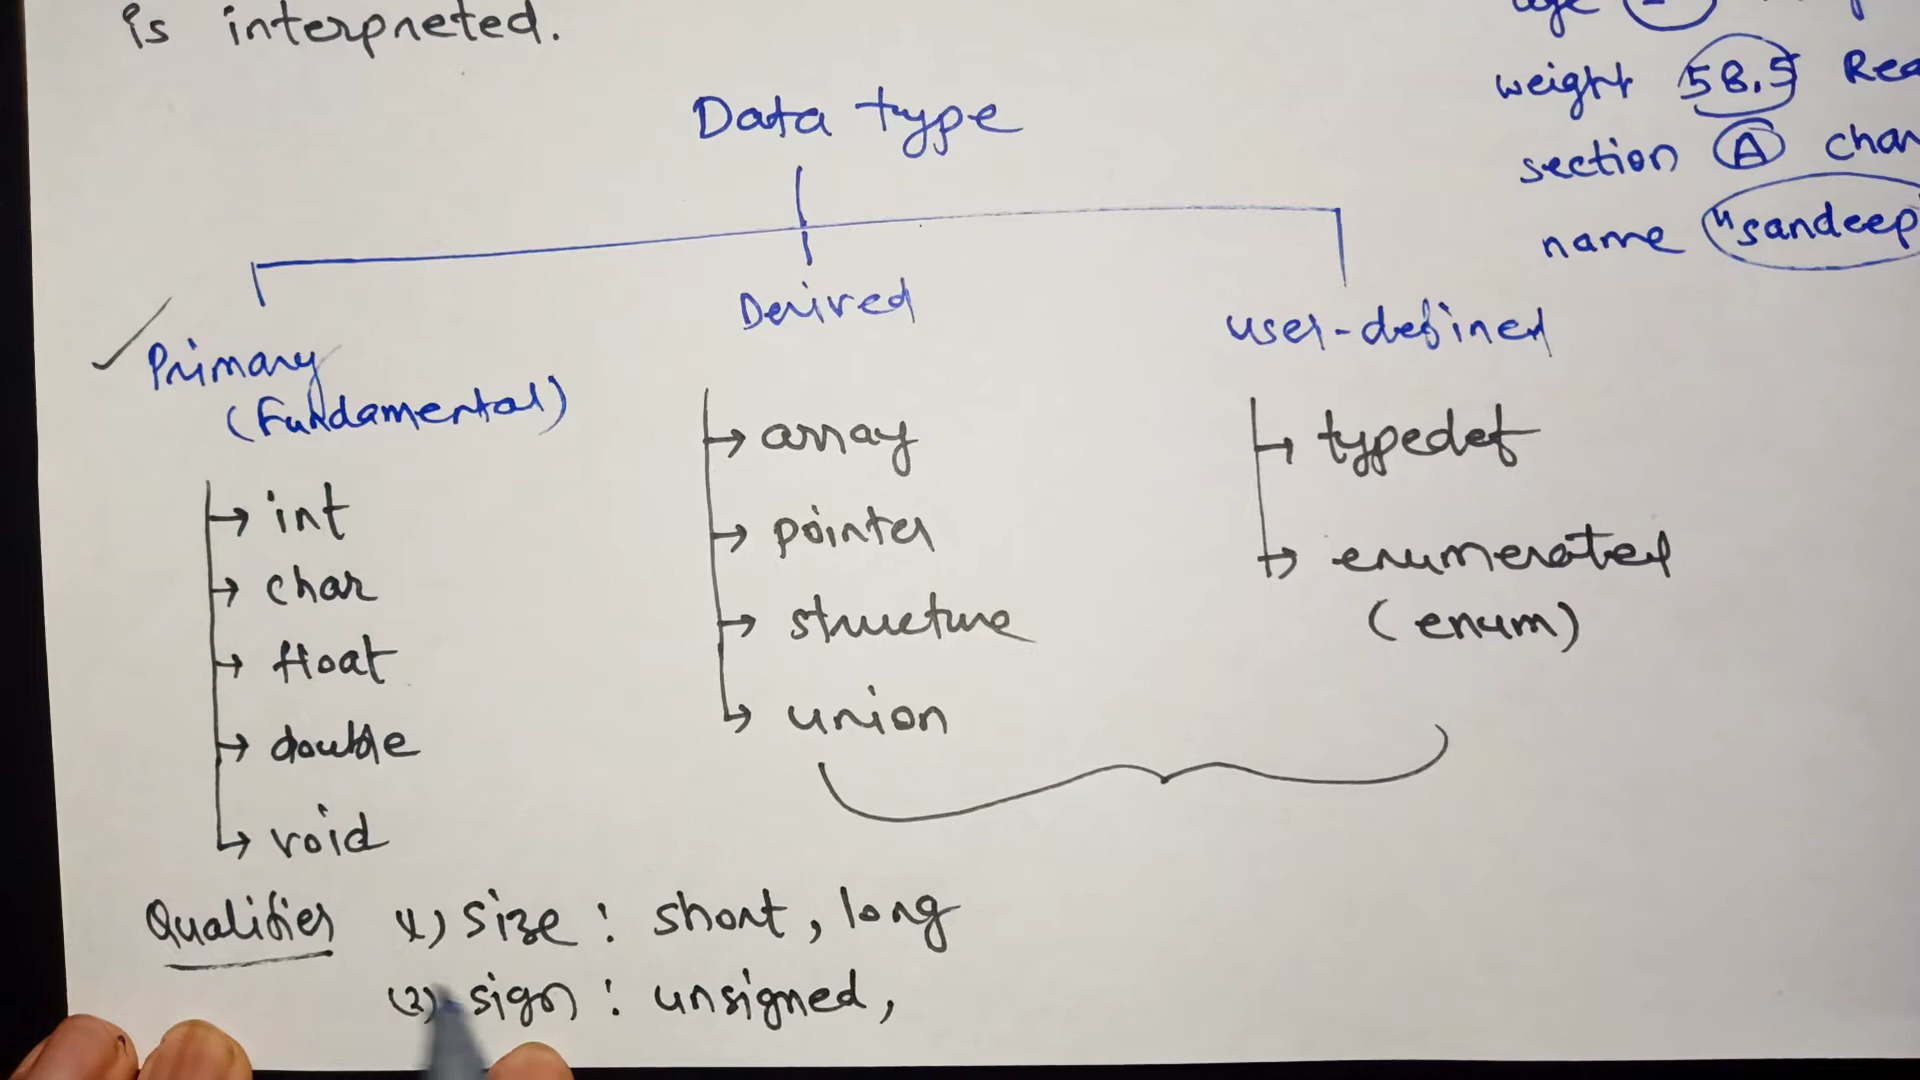 is interpreted.
weight 58.5
section A
name "sandeep
Data type
Primary
(Fundamental)
int
char
float
double
void
Derived
array
pointer
structure
union
user-defined
typedef
enumerated
(enum)
Qualifier 1) size : short, long
(2) sign : unsigned,